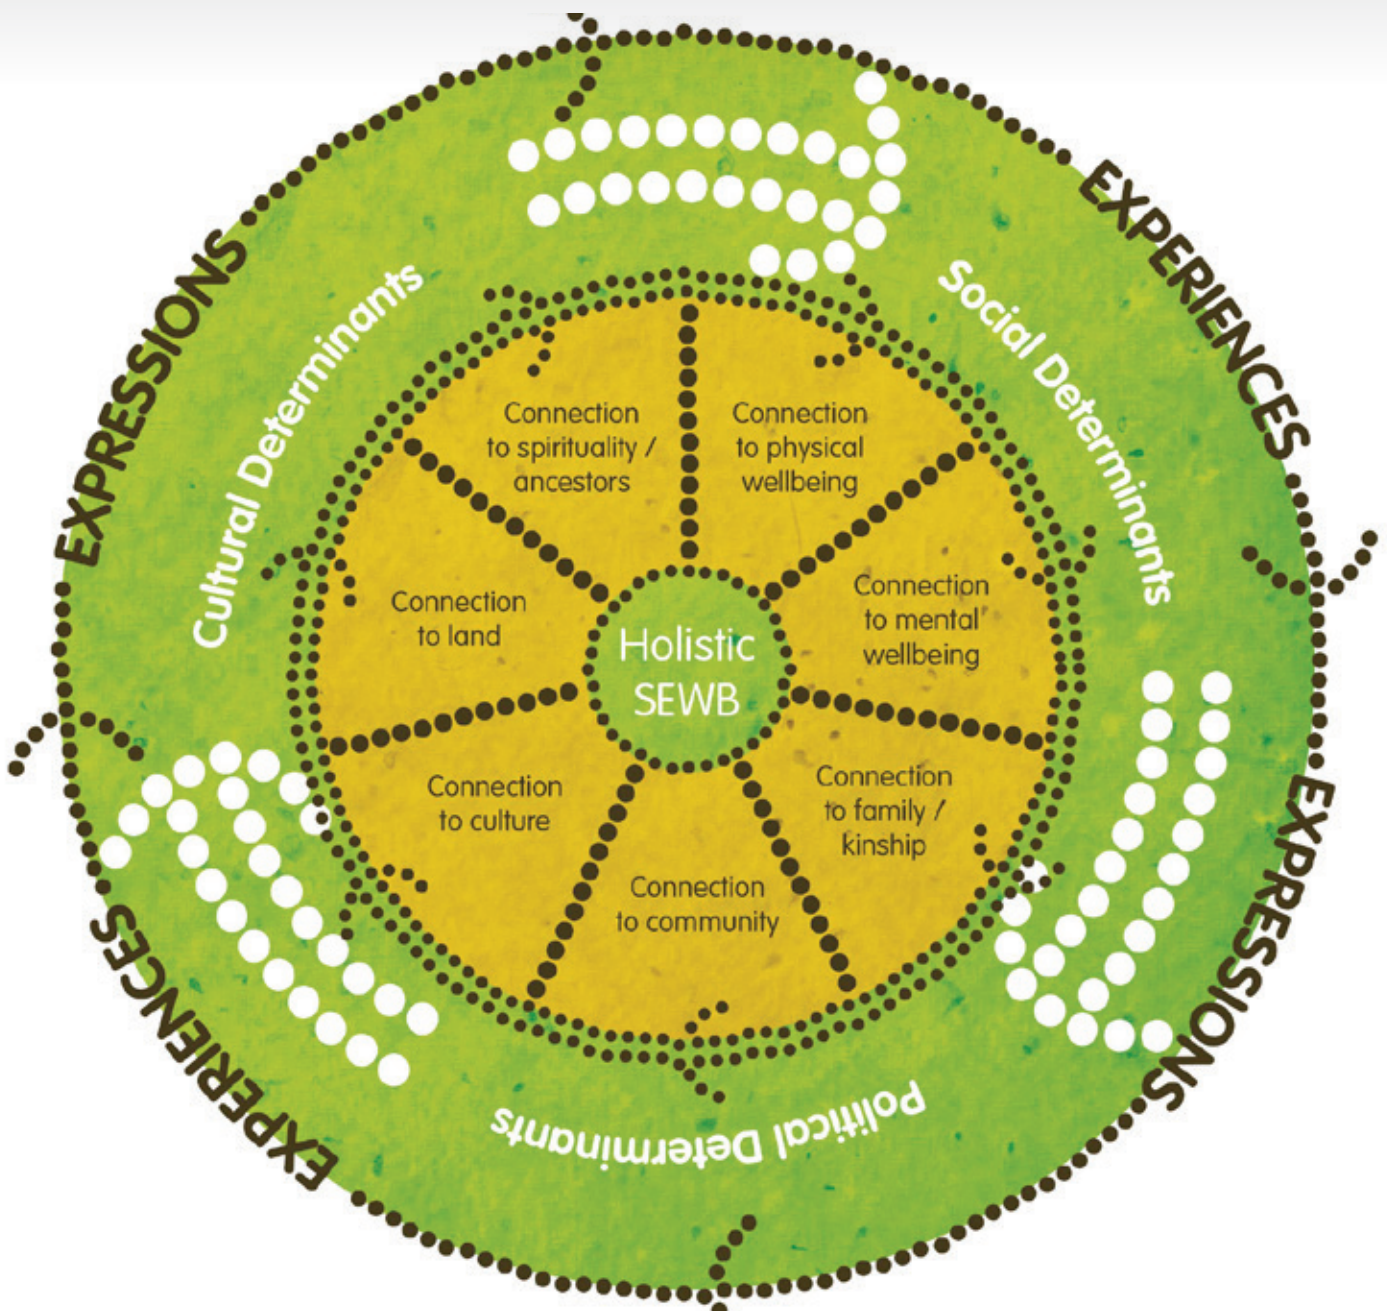 EXPERIENCES
EXPRESSIONS
EXPERIENCES
EXPRESSIONS
Cultural Determinants
Social Determinants
Political Determinants
Connection
to spirituality /
ancestors
Connection
to physical
wellbeing
Connection
to mental
wellbeing
Connection
to family /
kinship
Connection
to community
Connection
to culture
Connection
to land
Holistic
SEWB